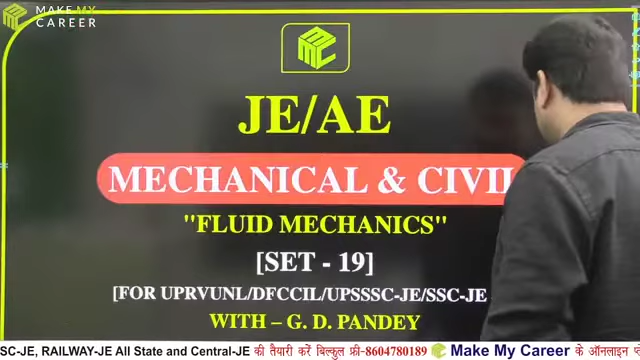 MAKE MY
CAREER
JE/AE
MECHANICAL & CIVIL
"FLUID MECHANICS"
[SET - 19]
[FOR UPRVUNL/DFCCIL/UPSSSC-JE/SSC-JE
WITH – G. D. PANDEY
SC-JE, RAILWAY-JE All State and Central-JE की तैयारी करें बिल्कुल फ्री-8604780189 Make My Career के ऑनलाइन